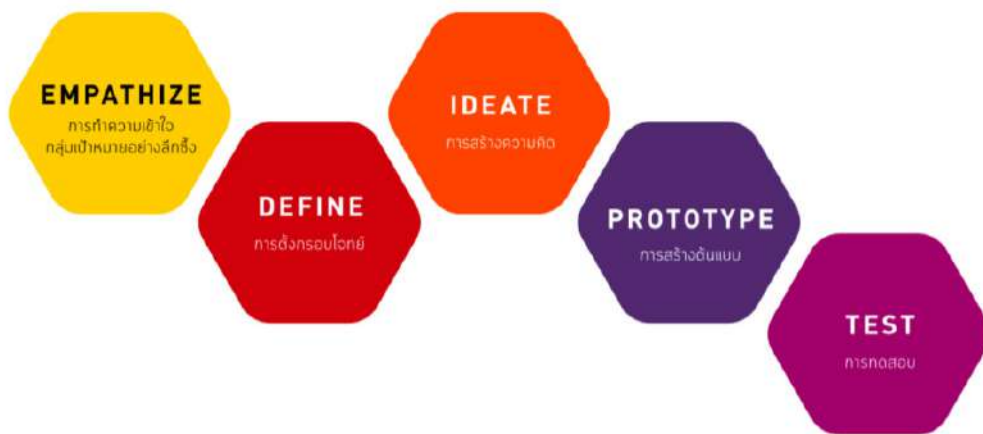 EMPATHIZE
การทำความเข้าใจ
กลุ่มเป้าหมายอย่างลึกซึ้ง
DEFINE
การตั้งกรอบโจทย์
IDEATE
การสร้างความคิด
PROTOTYPE
การสร้างต้นแบบ
TEST
การทดสอบ